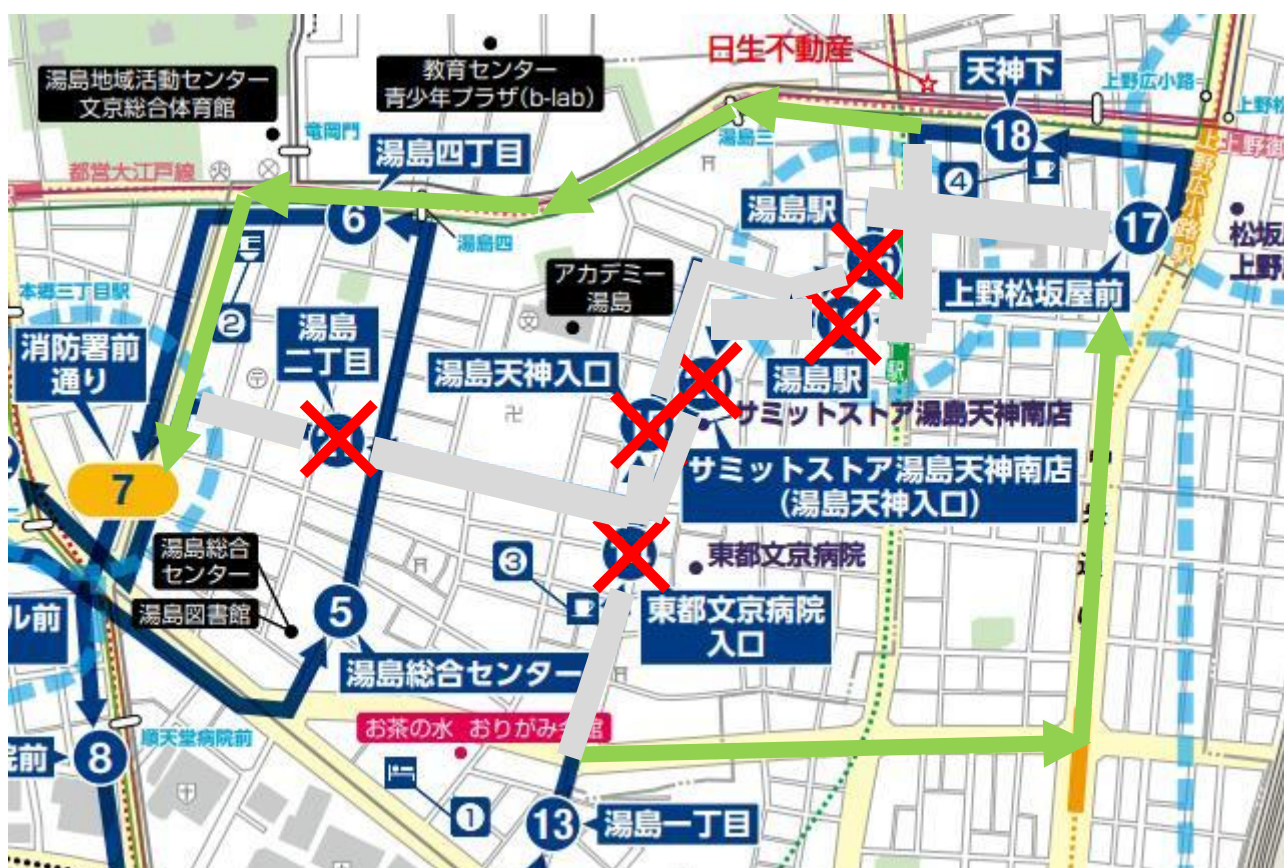 湯島地域活動センター
文京総合体育館
教育センター
青少年プラザ(b-lab)
日生不動産
天神下
上野広小路
竜岡門
湯島三
18
都営大江戸線
湯島四丁目
④
6
湯島駅
17
湯島四
上野広小路駅
アカデミー
湯島
上野松坂屋前
本郷三丁目駅
②
消防署前
通り
湯島
二丁目
湯島天神入口
湯島駅
駅
サミットストア湯島天神南店
サミットストア湯島天神南店
(湯島天神入口)
7
湯島総合
センター
③
東都文京病院
湯島図書館
5
東都文京病院
入口
ル前
湯島総合センター
お茶の水 おりがみ会館
順天堂病院前
院前
8
①
13
湯島一丁目